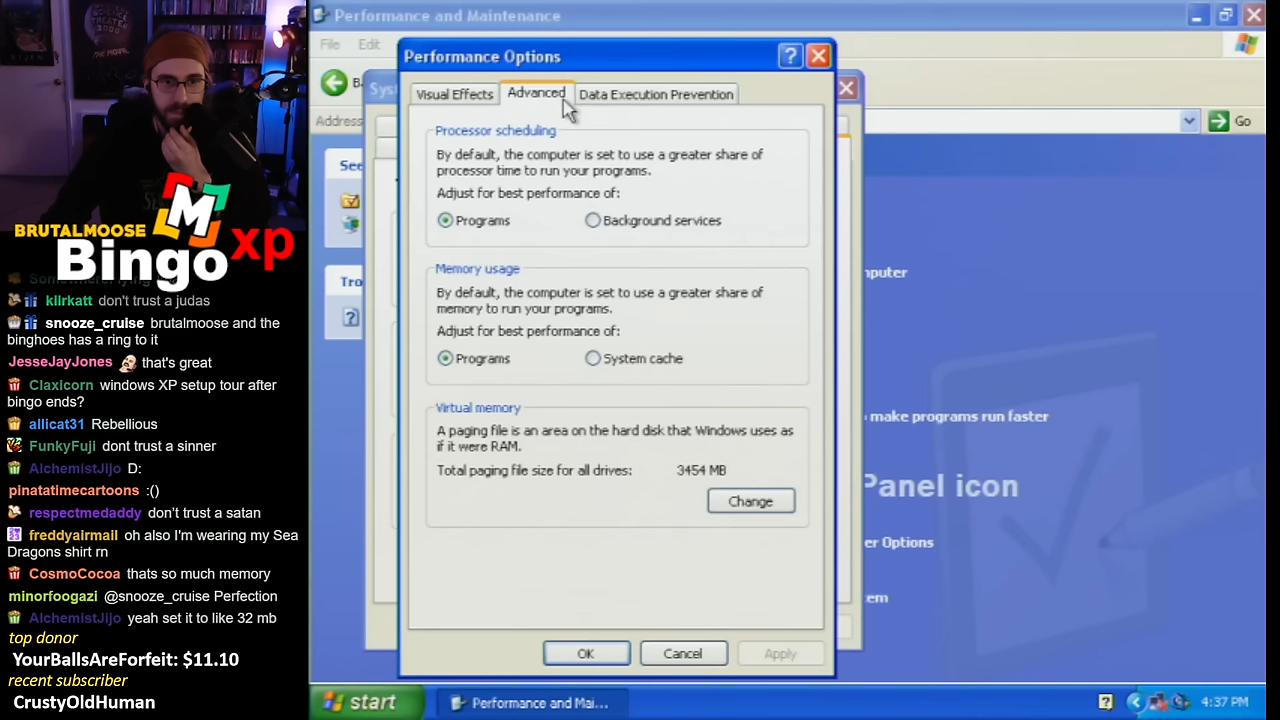 BRUTALMOOSE
M
Bingo xp
kilrkatt don't trust a judas
snooze_cruise brutalmoose and the
binghoes has a ring to it
JesseJayJones that's great
Claxicorn windows XP setup tour after
bingo ends?
allicat31 Rebellious
FunkyFuji dont trust a sinner
AlchemistJijo D:
pinatatimecartoons :()
respectmedaddy don't trust a satan
freddyairmail oh also I'm wearing my Sea
Dragons shirt rn
CosmoCocoa thats so much memory
minorfoogazi @snooze_cruise Perfection
AlchemistJijo yeah set it to like 32 mb
top donor
YourBallsAreForfeit: $11.10
recent subscriber
CrustyOldHuman
Performance and Maintenance
File Edit
Address
Go
Performance Options
Visual Effects Advanced Data Execution Prevention
Processor scheduling
By default, the computer is set to use a greater share of
processor time to run your programs.
Adjust for best performance of:
Programs Background services
Memory usage
By default, the computer is set to use a greater share of
memory to run your programs.
Adjust for best performance of:
Programs System cache
Virtual memory
A paging file is an area on the hard disk that Windows uses as
if it were RAM.
Total paging file size for all drives: 3454 MB
Change
OK Cancel Apply
Sys
See
Tro
mputer
make programs run faster
Panel icon
er Options
em
start Performance and Mai... 4:37 PM